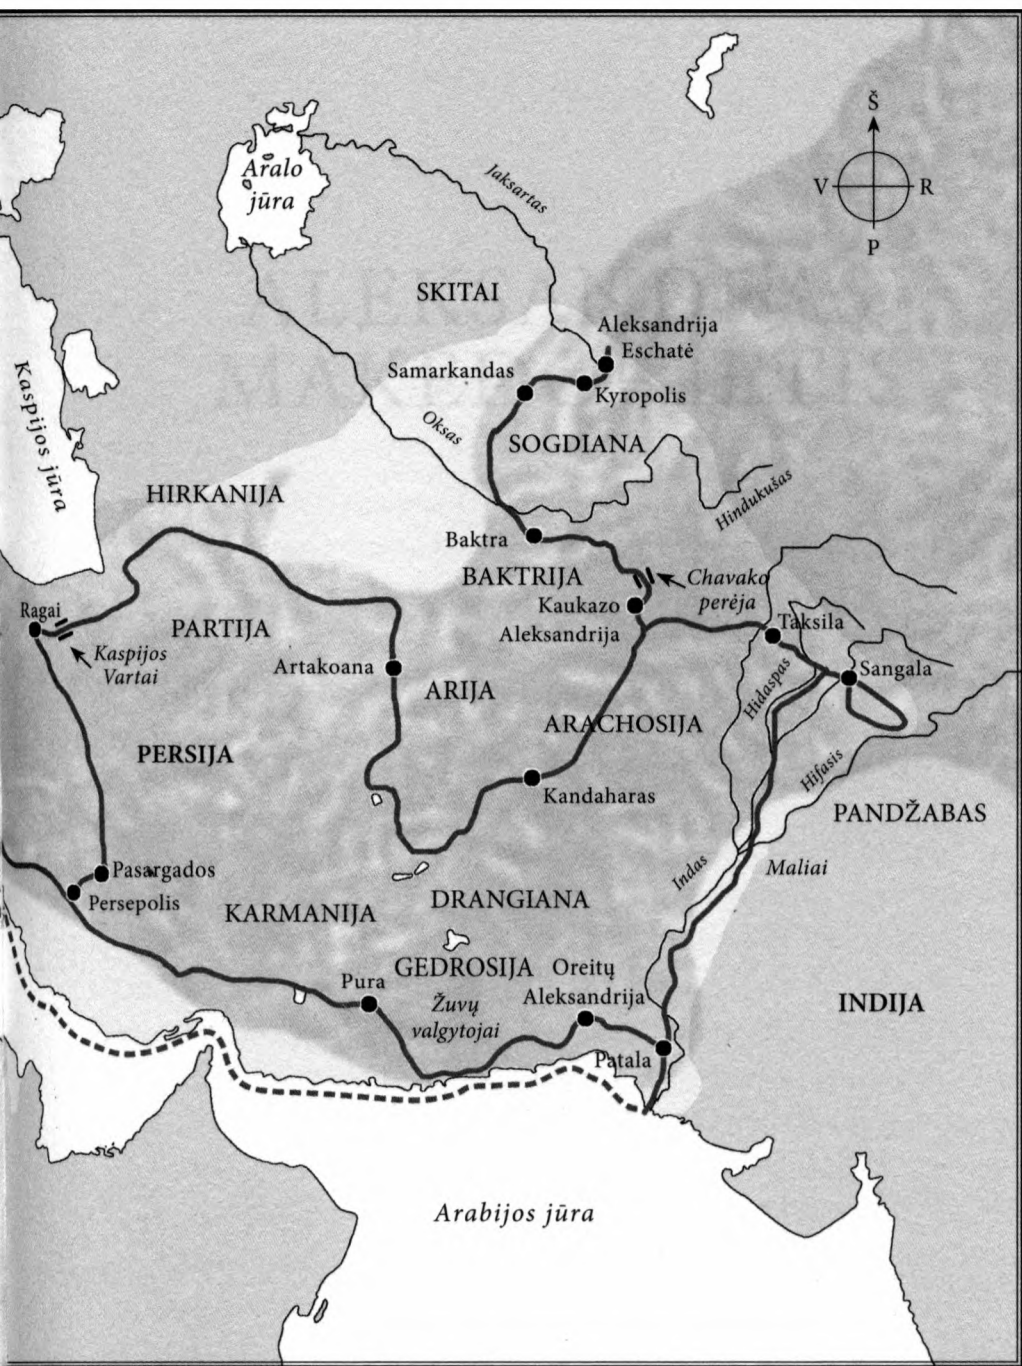 Š
V
R
P
Aralo
jūra
Jaksartas
SKITAI
Aleksandrija
Eschatė
Samarkandas
Kyropolis
Kaspijos jūra
Oksas
SOGDIANA
HIRKANIJA
Hindukušas
Baktra
BAKTRIJA
Chavako
perėja
Kaukazo
Aleksandrija
Ragai
PARTIJA
Taksila
Kaspijos
Vartai
Artakoana
ARIJA
Sangala
Hidaspas
ARACHOSIJA
PERSIJA
Hifasis
Kandaharas
PANDŽABAS
Pasargados
Persepolis
Indas
Maliai
KARMANIJA
DRANGIANA
GEDROSIJA
Oreitų
Aleksandrija
Pura
Žuvų
valgytojai
INDIJA
Patala
Arabijos jūra